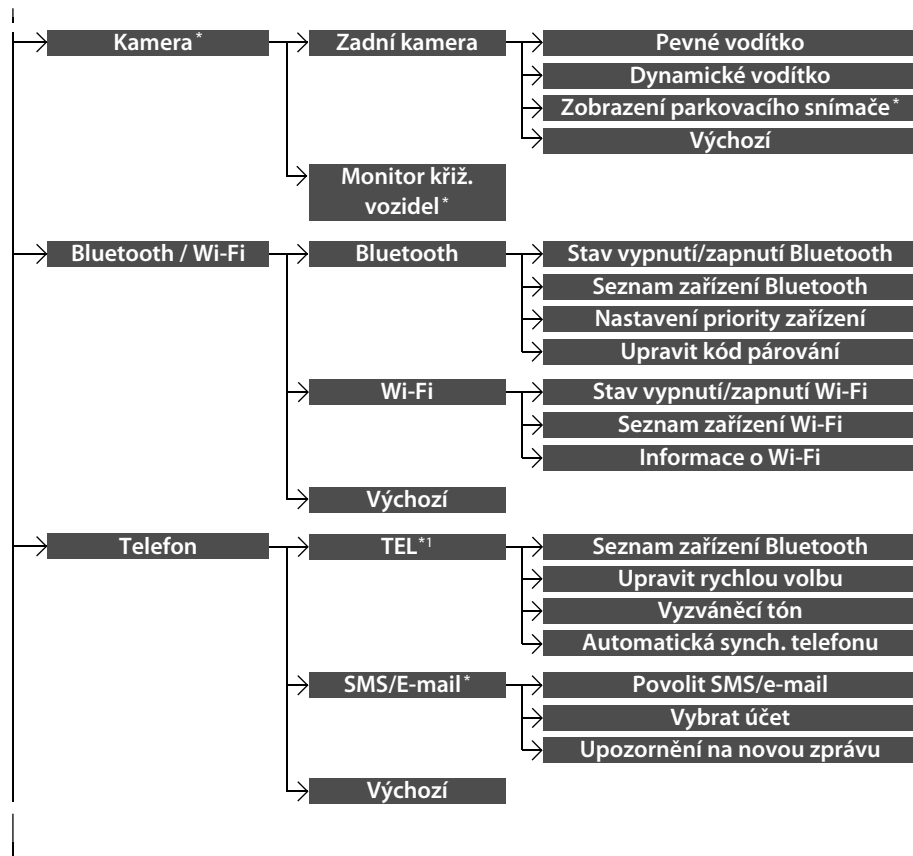 Kamera*
Zadní kamera
Pevné vodítko
Dynamické vodítko
Zobrazení parkovacího snímače*
Výchozí
Monitor křiž.
vozidel*
Bluetooth / Wi-Fi
Bluetooth
Stav vypnutí/zapnutí Bluetooth
Seznam zařízení Bluetooth
Nastavení priority zařízení
Upravit kód párování
Wi-Fi
Stav vypnutí/zapnutí Wi-Fi
Seznam zařízení Wi-Fi
Informace o Wi-Fi
Výchozí
Telefon
TEL*1
Seznam zařízení Bluetooth
Upravit rychlou volbu
Vyzváněcí tón
Automatická synch. telefonu
SMS/E-mail*
Povolit SMS/e-mail
Vybrat účet
Upozornění na novou zprávu
Výchozí